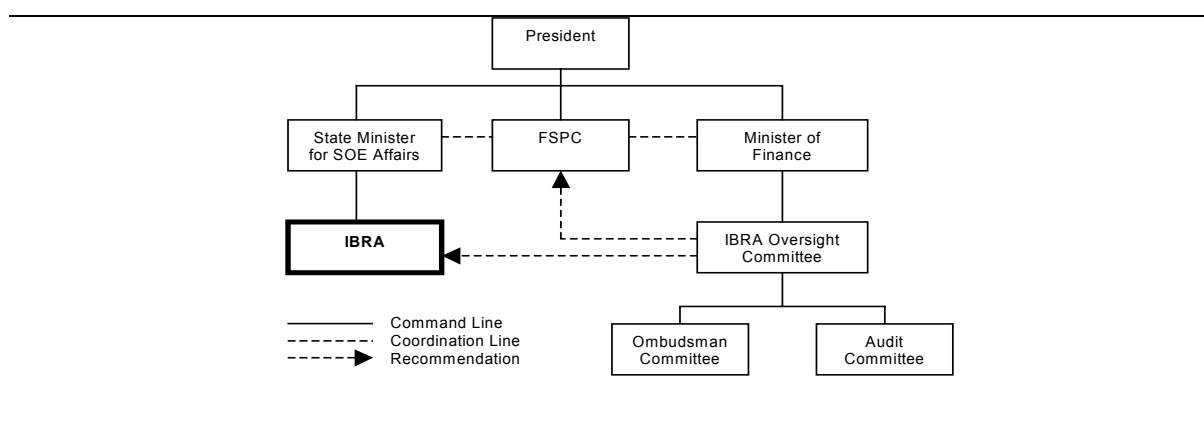 President
State Minister
for SOE Affairs
FSPC
Minister of
Finance
IBRA
IBRA Oversight
Committee
Command Line
Coordination Line
Recommendation
Ombudsman
Committee
Audit
Committee